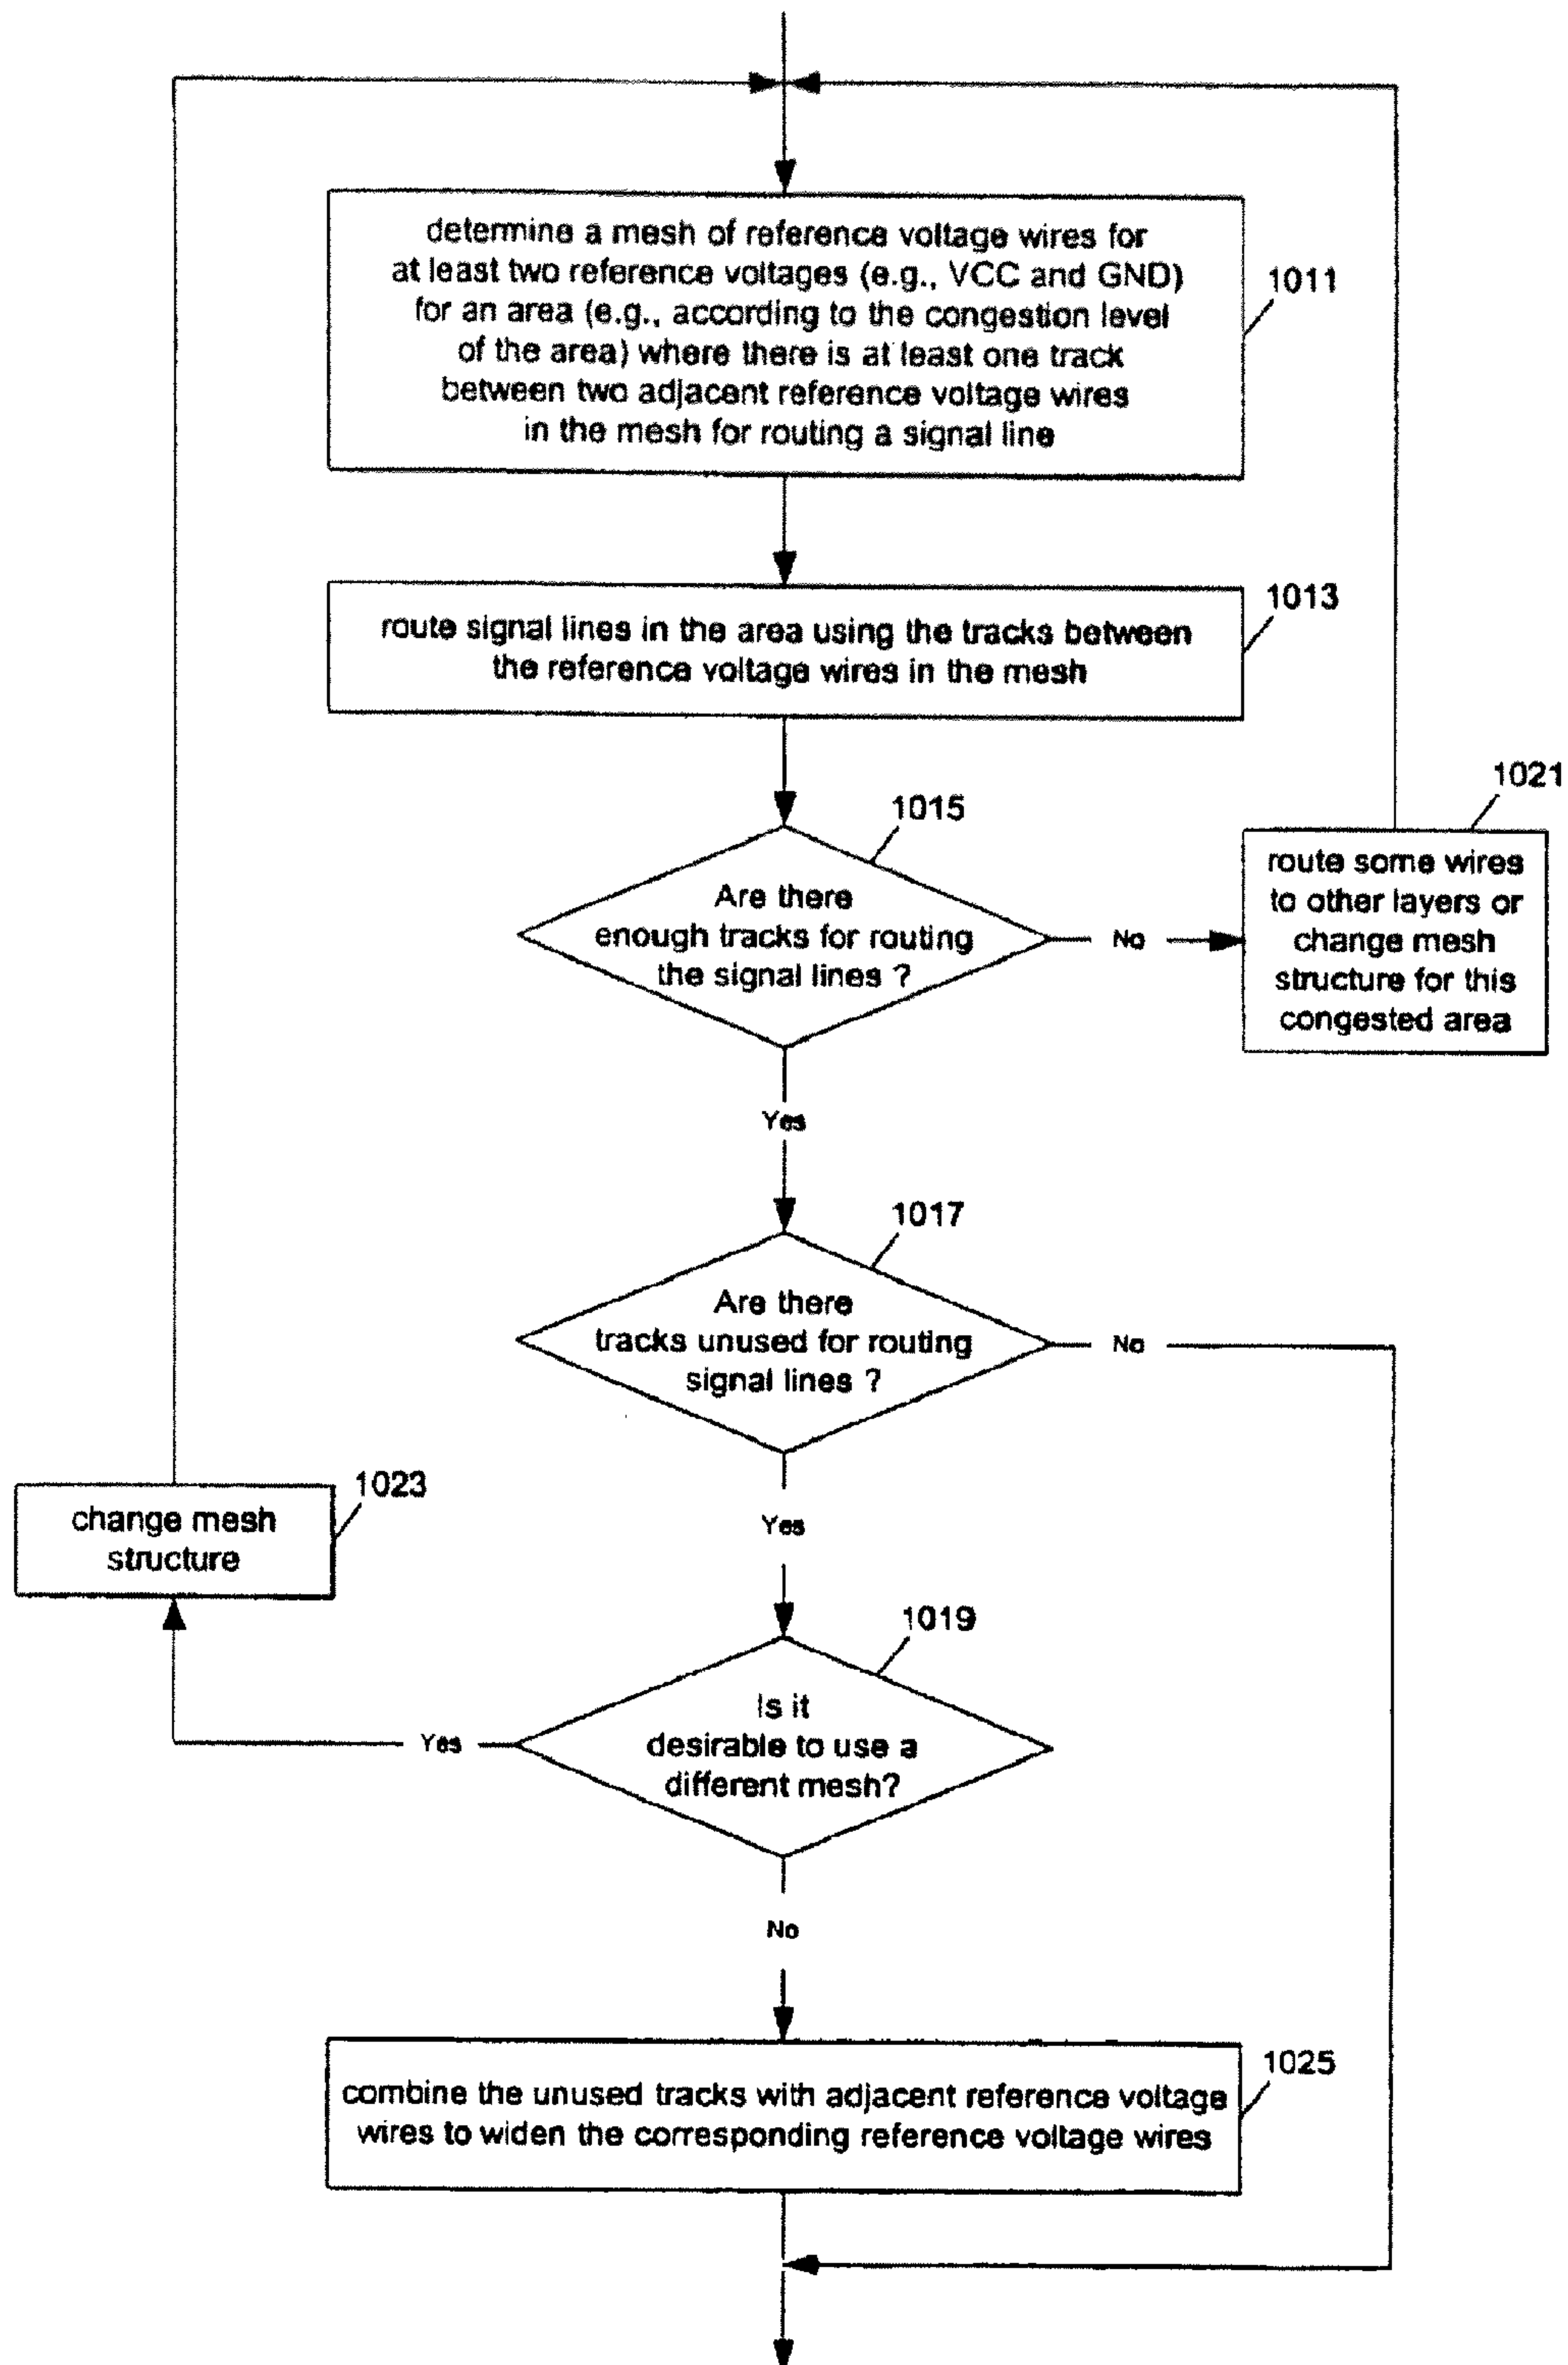 determine a mesh of reference voltage wires for
at least two reference voltages (e.g., VCC and GND)
for an area (e.g., according to the congestion level
of the area) where there is at least one track
between two adjacent reference voltage wires
in the mesh for routing a signal line
1011
route signal lines in the area using the tracks between
the reference voltage wires in the mesh
1013
1015
Are there
enough tracks for routing
the signal lines ?
No
1021
route some wires
to other layers or
change mesh
structure for this
congested area
Yes
1017
Are there
tracks unused for routing
signal lines ?
No
Yes
1023
change mesh
structure
1019
Is it
desirable to use a
different mesh?
Yes
No
1025
combine the unused tracks with adjacent reference voltage
wires to widen the corresponding reference voltage wires